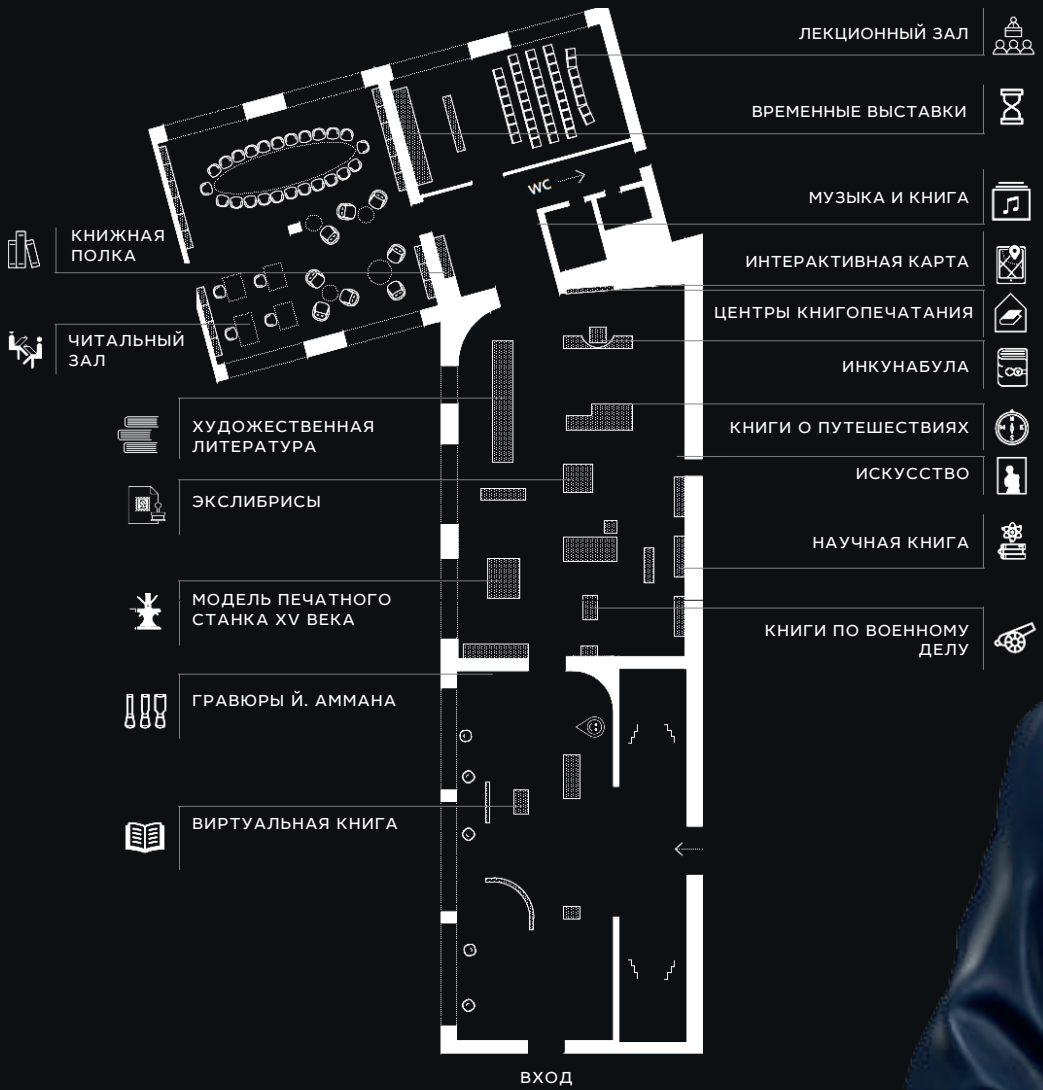 ЛЕКЦИОННЫЙ ЗАЛ
ВРЕМЕННЫЕ ВЫСТАВКИ
WC
МУЗЫКА И КНИГА
КНИЖНАЯ
ПОЛКА
ИНТЕРАКТИВНАЯ КАРТА
ЦЕНТРЫ КНИГОПЕЧАТАНИЯ
ЧИТАЛЬНЫЙ
ЗАЛ
ИНКУНАБУЛА
ХУДОЖЕСТВЕННАЯ
ЛИТЕРАТУРА
КНИГИ О ПУТЕШЕСТВИЯХ
ИСКУССТВО
ЭКСЛИБРИСЫ
НАУЧНАЯ КНИГА
МОДЕЛЬ ПЕЧАТНОГО
СТАНКА XV ВЕКА
КНИГИ ПО ВОЕННОМУ
ДЕЛУ
ГРАВЮРЫ Й. АММАНА
ВИРТУАЛЬНАЯ КНИГА
ВХОД